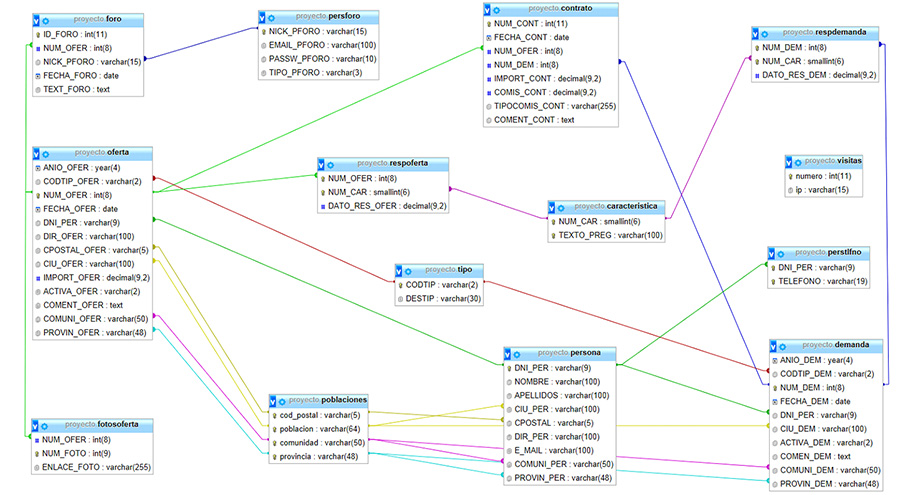 proyecto.foro
ID_FORO : int(11)
NUM_OFER : int(8)
NICK_PFORO : varchar(15)
FECHA_FORO : date
TEXT_FORO : text
proyecto.persforo
NICK_PFORO : varchar(15)
EMAIL_PFORO : varchar(100)
PASSW_PFORO : varchar(10)
TIPO_PFORO : varchar(3)
proyecto.contrato
NUM_CONT : int(11)
FECHA_CONT : date
NUM_OFER : int(8)
NUM_DEM : int(8)
IMPORT_CONT : decimal(9,2)
COMIS_CONT : decimal(9,2)
TIPOCOMIS_CONT : varchar(255)
COMENT_CONT : text
proyecto.respdemanda
NUM_DEM : int(8)
NUM_CAR : smallint(6)
DATO_RES_DEM : decimal(9,2)
proyecto.oferta
ANIO_OFER : year(4)
CODTIP_OFER : varchar(2)
NUM_OFER : int(8)
FECHA_OFER : date
DNI_PER : varchar(9)
DIR_OFER : varchar(100)
CPOSTAL_OFER : varchar(5)
CIU_OFER : varchar(100)
IMPORT_OFER : decimal(9,2)
ACTIVA_OFER : varchar(2)
COMENT_OFER : text
COMUNI_OFER : varchar(50)
PROVIN_OFER : varchar(48)
proyecto.respoferta
NUM_OFER : int(8)
NUM_CAR : smallint(6)
DATO_RES_OFER : decimal(9,2)
proyecto.visitas
numero : int(11)
ip : varchar(15)
proyecto.caracteristica
NUM_CAR : smallint(6)
TEXTO_PREG : varchar(100)
proyecto.tipo
CODTIP : varchar(2)
DESTIP : varchar(30)
proyecto.perstlfno
DNI_PER : varchar(9)
TELEFONO : varchar(19)
proyecto.persona
DNI_PER : varchar(9)
NOMBRE : varchar(100)
APELLIDOS : varchar(100)
CIU_PER : varchar(100)
CPOSTAL : varchar(5)
DIR_PER : varchar(100)
E_MAIL : varchar(100)
COMUNI_PER : varchar(50)
PROVIN_PER : varchar(48)
proyecto.demanda
ANIO_DEM : year(4)
CODTIP_DEM : varchar(2)
NUM_DEM : int(8)
FECHA_DEM : date
DNI_PER : varchar(9)
CIU_DEM : varchar(100)
ACTIVA_DEM : varchar(2)
COMEN_DEM : text
COMUNI_DEM : varchar(50)
PROVIN_DEM : varchar(48)
proyecto.poblaciones
cod_postal : varchar(5)
poblacion : varchar(64)
comunidad : varchar(50)
provincia : varchar(48)
proyecto.fotosoferta
NUM_OFER : int(8)
NUM_FOTO : int(9)
ENLACE_FOTO : varchar(255)